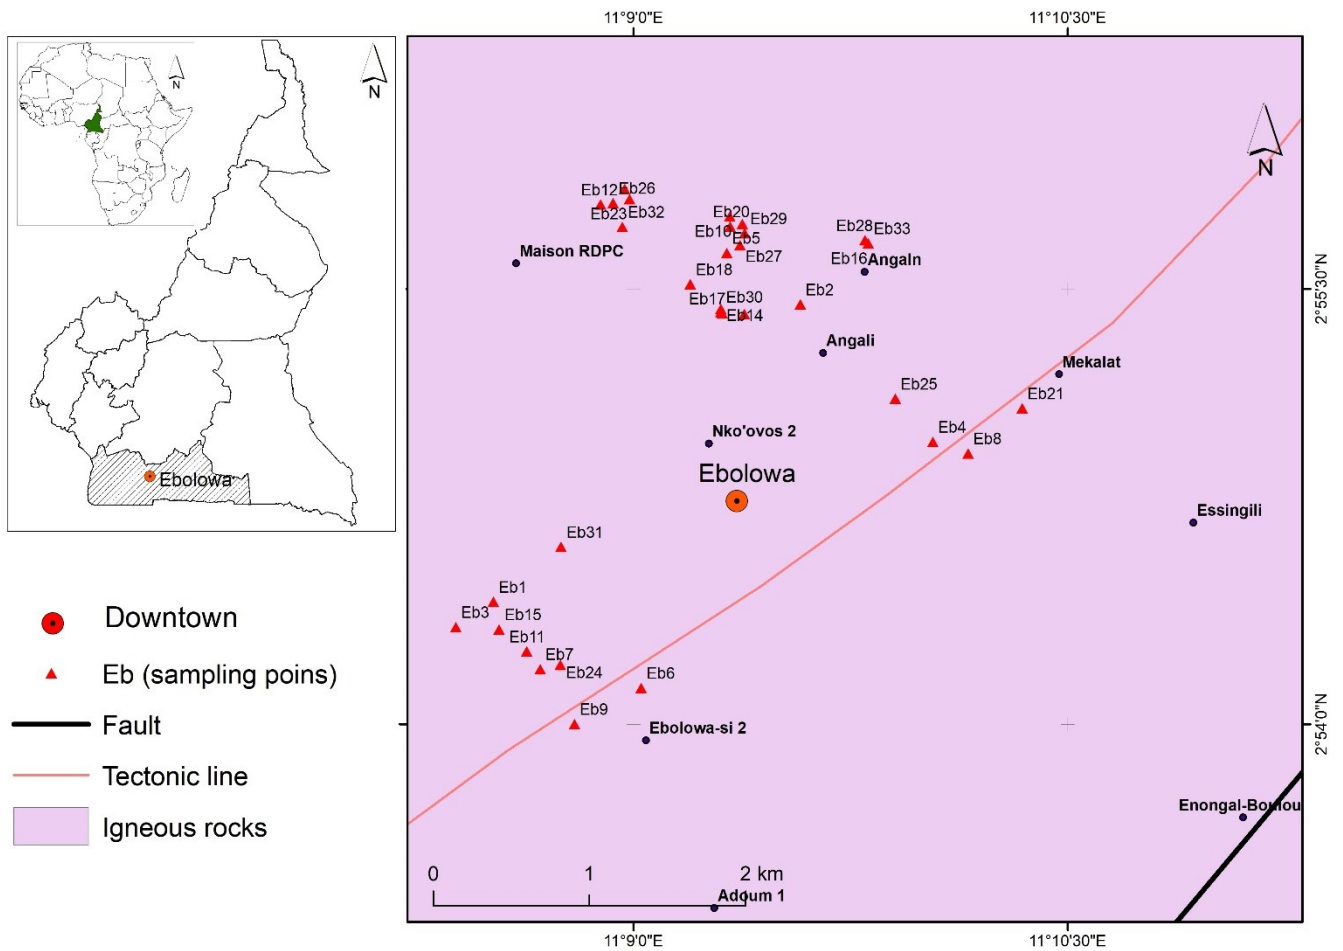 11°9'0"E
11°10'30"E
N
N
N
Eb12
Eb26
Eb23
Eb32
Eb20
Eb29
Eb10
Eb5
Eb27
Eb28
Eb33
Eb16
Angaln
Maison RDPC
Eb18
Eb2
Eb17
Eb30
Eb14
2°55'30"N
Angali
Mekalat
Eb25
Eb21
Eb4
Eb8
Nko'ovos 2
Ebolowa
Ebolowa
Essingili
Eb31
Eb1
Eb3
Eb15
Eb11
Eb7
Eb24
Eb6
Eb9
Ebolowa-si 2
2°54'0"N
Enongal-Boulou
Downtown
Eb (sampling poins)
Fault
Tectonic line
Igneous rocks
0 1 2 km
Adoum 1
11°9'0"E
11°10'30"E